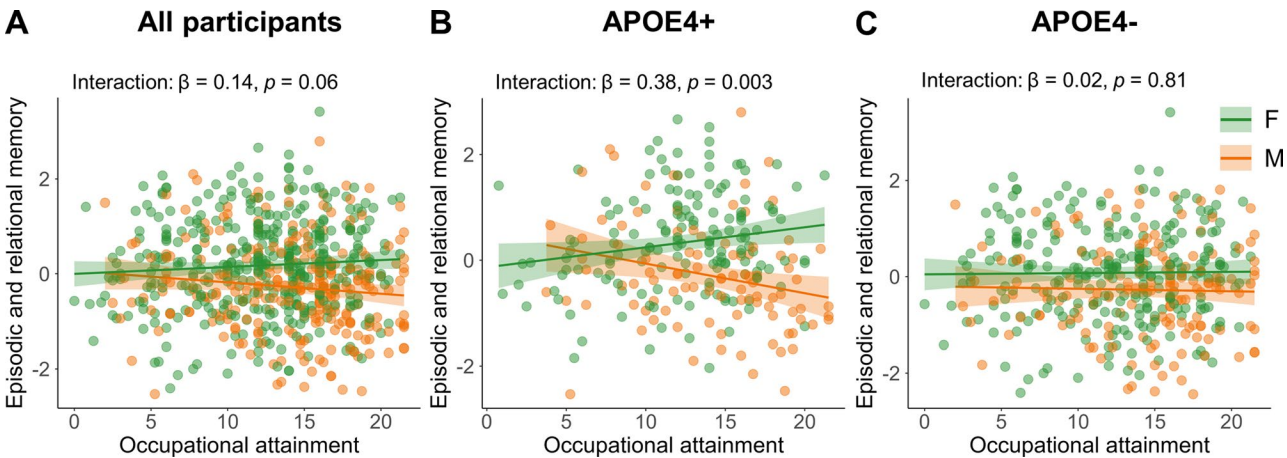 A All participants
Interaction: β = 0.14, p = 0.06
Episodic and relational memory
2
0
-2
0 5 10 15 20
Occupational attainment
B APOE4+
Interaction: β = 0.38, p = 0.003
Episodic and relational memory
2
0
-2
0 5 10 15 20
Occupational attainment
C APOE4-
Interaction: β = 0.02, p = 0.81
Episodic and relational memory
2
0
-2
0 5 10 15 20
Occupational attainment
F
M